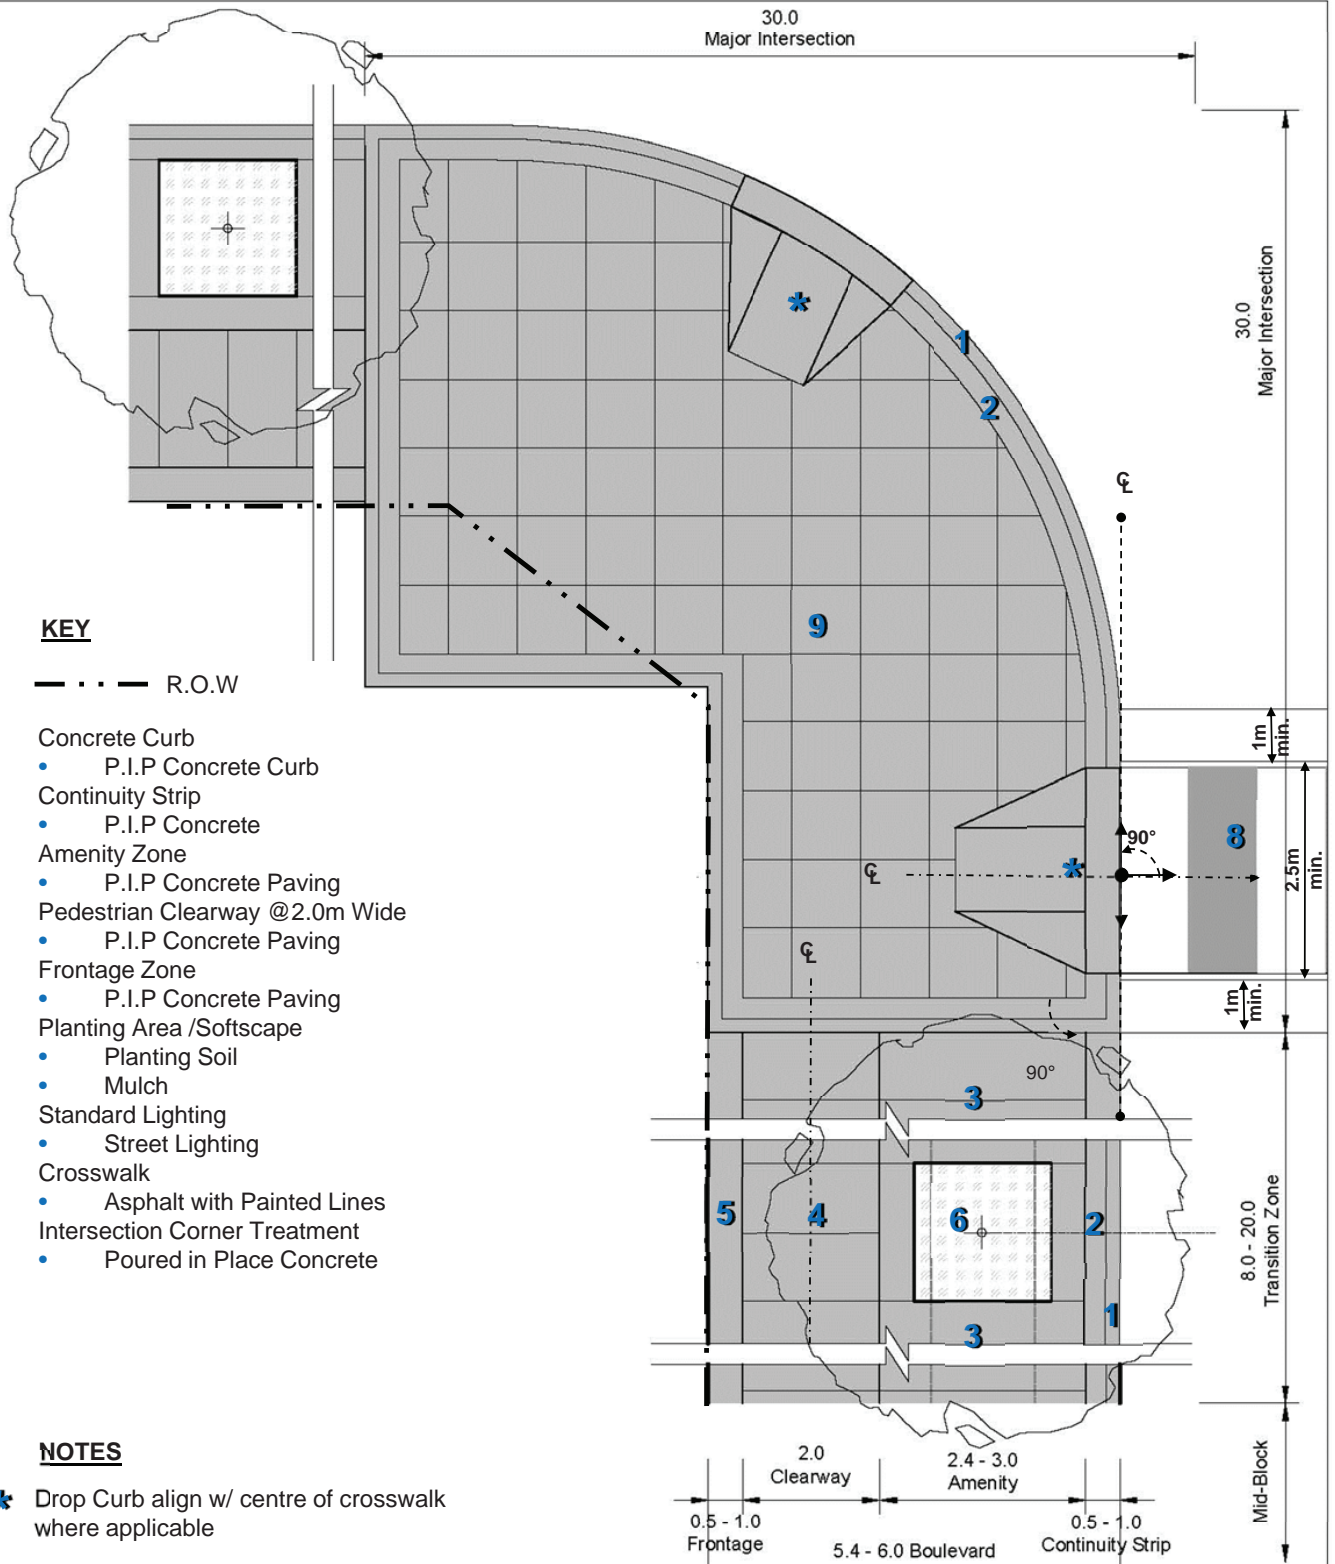 30.0
Major Intersection
30.0
Major Intersection
*
1
2
℄
9
KEY
R.O.W
Concrete Curb
• P.I.P Concrete Curb
Continuity Strip
• P.I.P Concrete
Amenity Zone
• P.I.P Concrete Paving
Pedestrian Clearway @2.0m Wide
• P.I.P Concrete Paving
Frontage Zone
• P.I.P Concrete Paving
Planting Area /Softscape
• Planting Soil
• Mulch
Standard Lighting
• Street Lighting
Crosswalk
• Asphalt with Painted Lines
Intersection Corner Treatment
• Poured in Place Concrete
1m
min.
90°
8
℄
*
2.5m
min.
℄
1m
min.
90°
3
5
4
6
2
1
3
8.0 - 20.0
Transition Zone
Mid-Block
NOTES
* Drop Curb align w/ centre of crosswalk
where applicable
2.0
Clearway
2.4 - 3.0
Amenity
0.5 - 1.0
Frontage
5.4 - 6.0 Boulevard
0.5 - 1.0
Continuity Strip